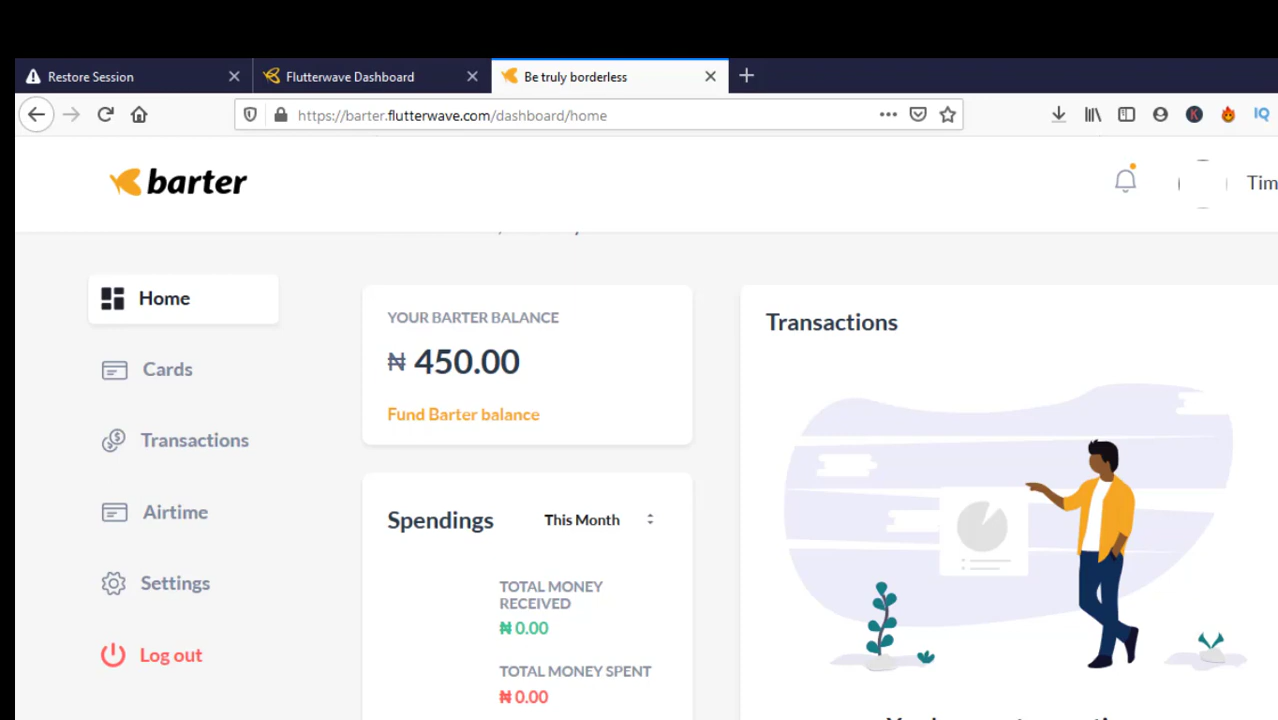 Restore Session
Flutterwave Dashboard
Be truly borderless
https://barter.flutterwave.com/dashboard/home
K
IQ
barter
Tim
Home
Cards
Transactions
Airtime
Settings
Log out
YOUR BARTER BALANCE
₦ 450.00
Fund Barter balance
Spendings
This Month
TOTAL MONEY
RECEIVED
₦ 0.00
TOTAL MONEY SPENT
₦ 0.00
Transactions